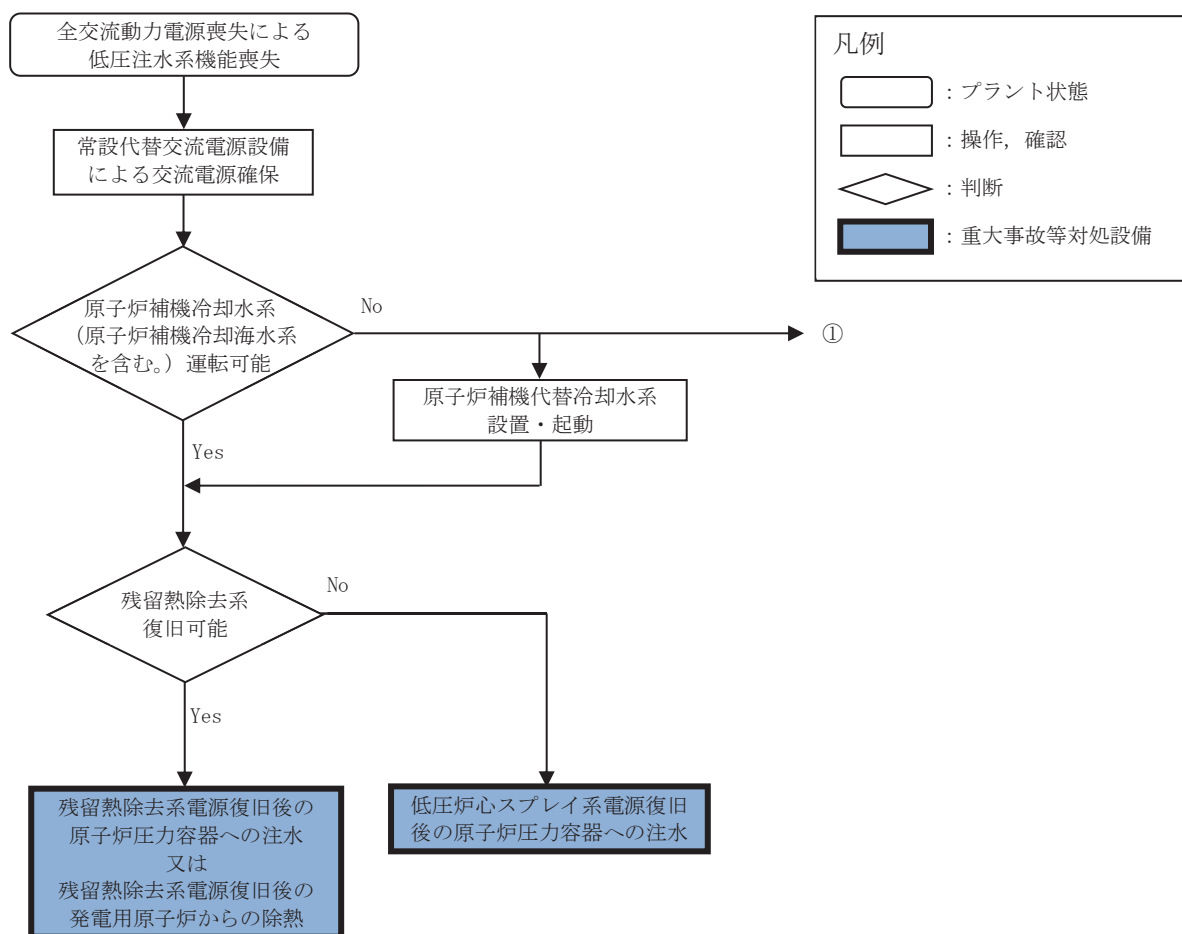 全交流動力電源喪失による
低圧注水系機能喪失
常設代替交流電源設備
による交流電源確保
原子炉補機冷却水系
（原子炉補機冷却海水系
を含む。）運転可能
No
①
原子炉補機代替冷却水系
設置・起動
Yes
残留熱除去系
復旧可能
No
Yes
残留熱除去系電源復旧後の
原子炉圧力容器への注水
又は
残留熱除去系電源復旧後の
発電用原子炉からの除熱
低圧炉心スプレイ系電源復旧
後の原子炉圧力容器への注水
凡例
：プラント状態
：操作，確認
：判断
：重大事故等対処設備